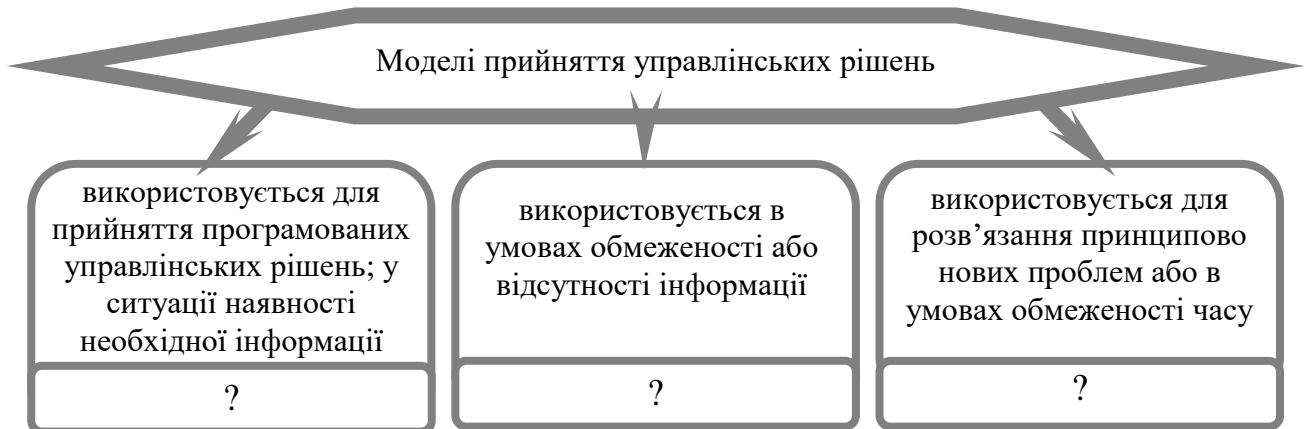 Моделі прийняття управлінських рішень
використовується для
прийняття програмованих
управлінських рішень; у
ситуації наявності
необхідної інформації
?
використовується в
умовах обмеженості або
відсутності інформації
?
використовується для
розв’язання принципово
нових проблем або в
умовах обмеженості часу
?